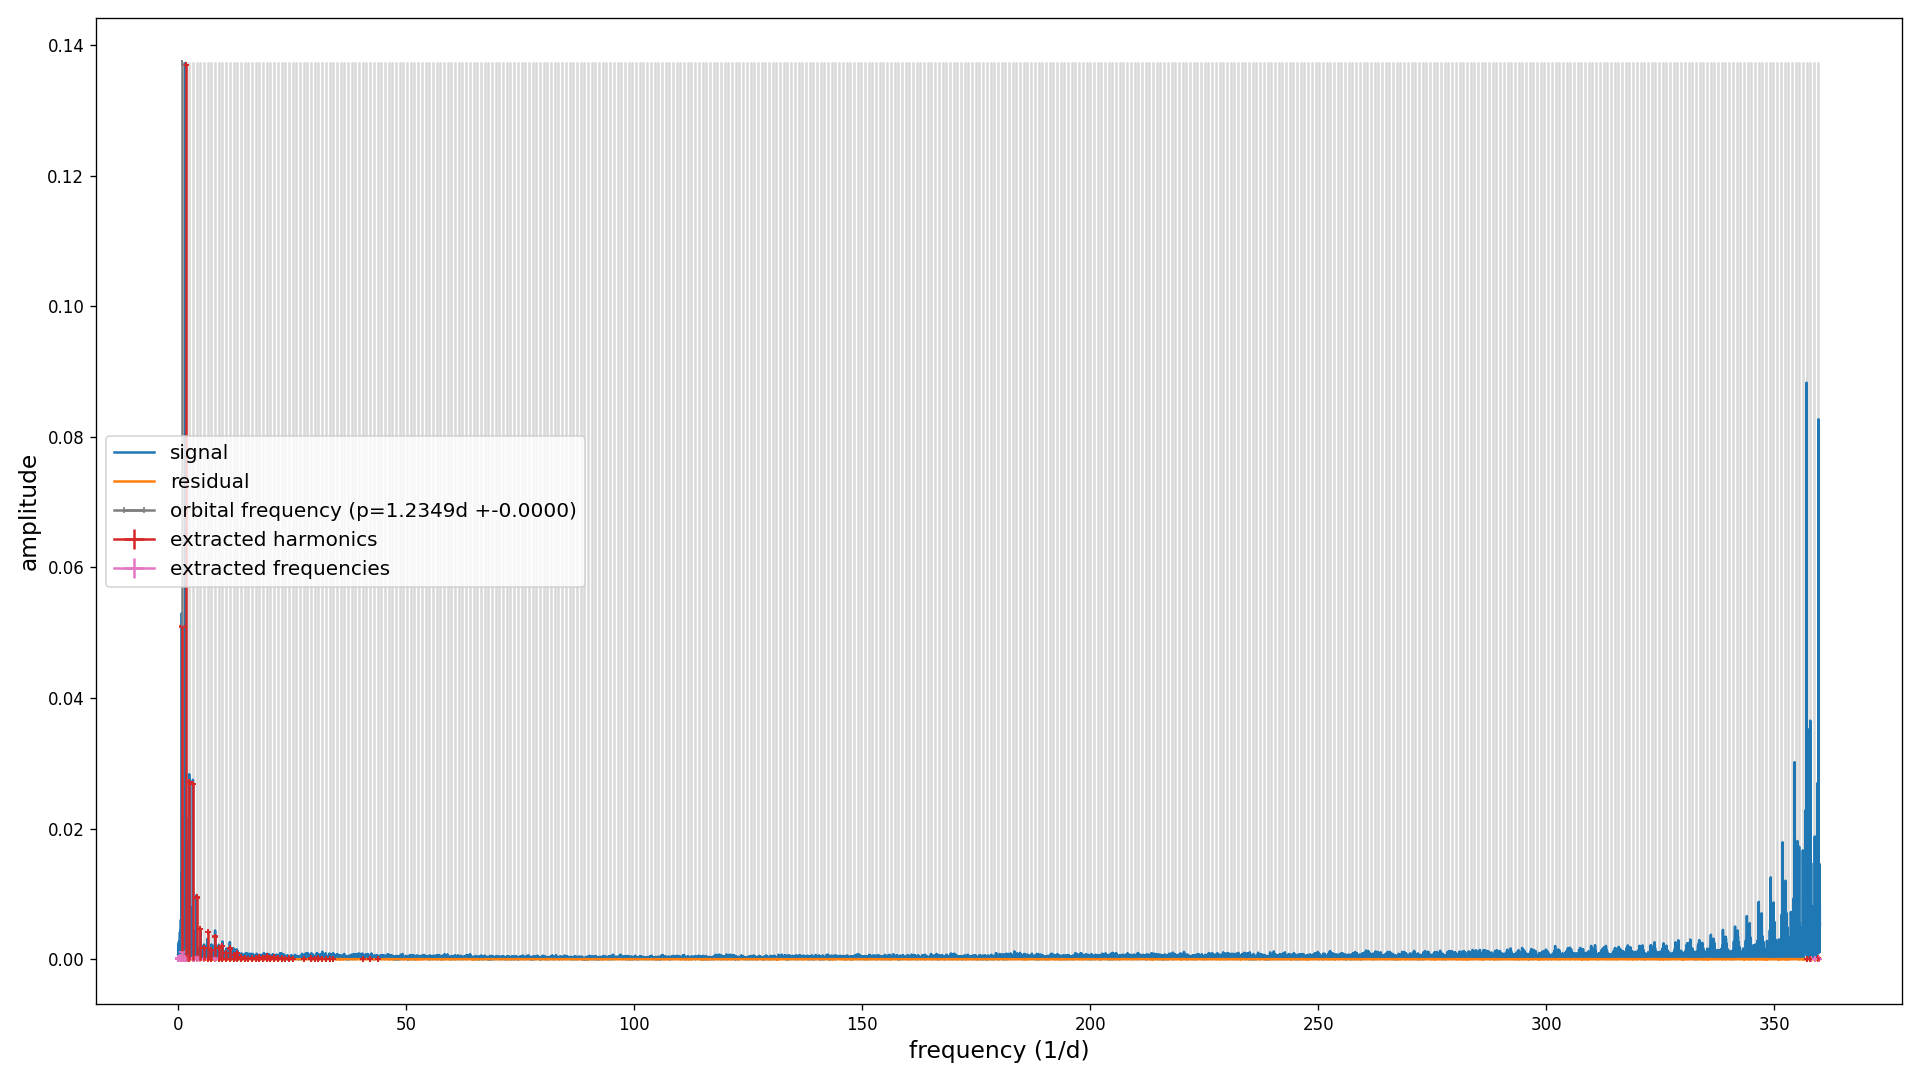 0.14
0.12
0.10
0.08
0.06
0.04
0.02
0.00
amplitude
signal
residual
orbital frequency (p=1.2349d +-0.0000)
extracted harmonics
extracted frequencies
0 50 100 150 200 250 300 350
frequency (1/d)